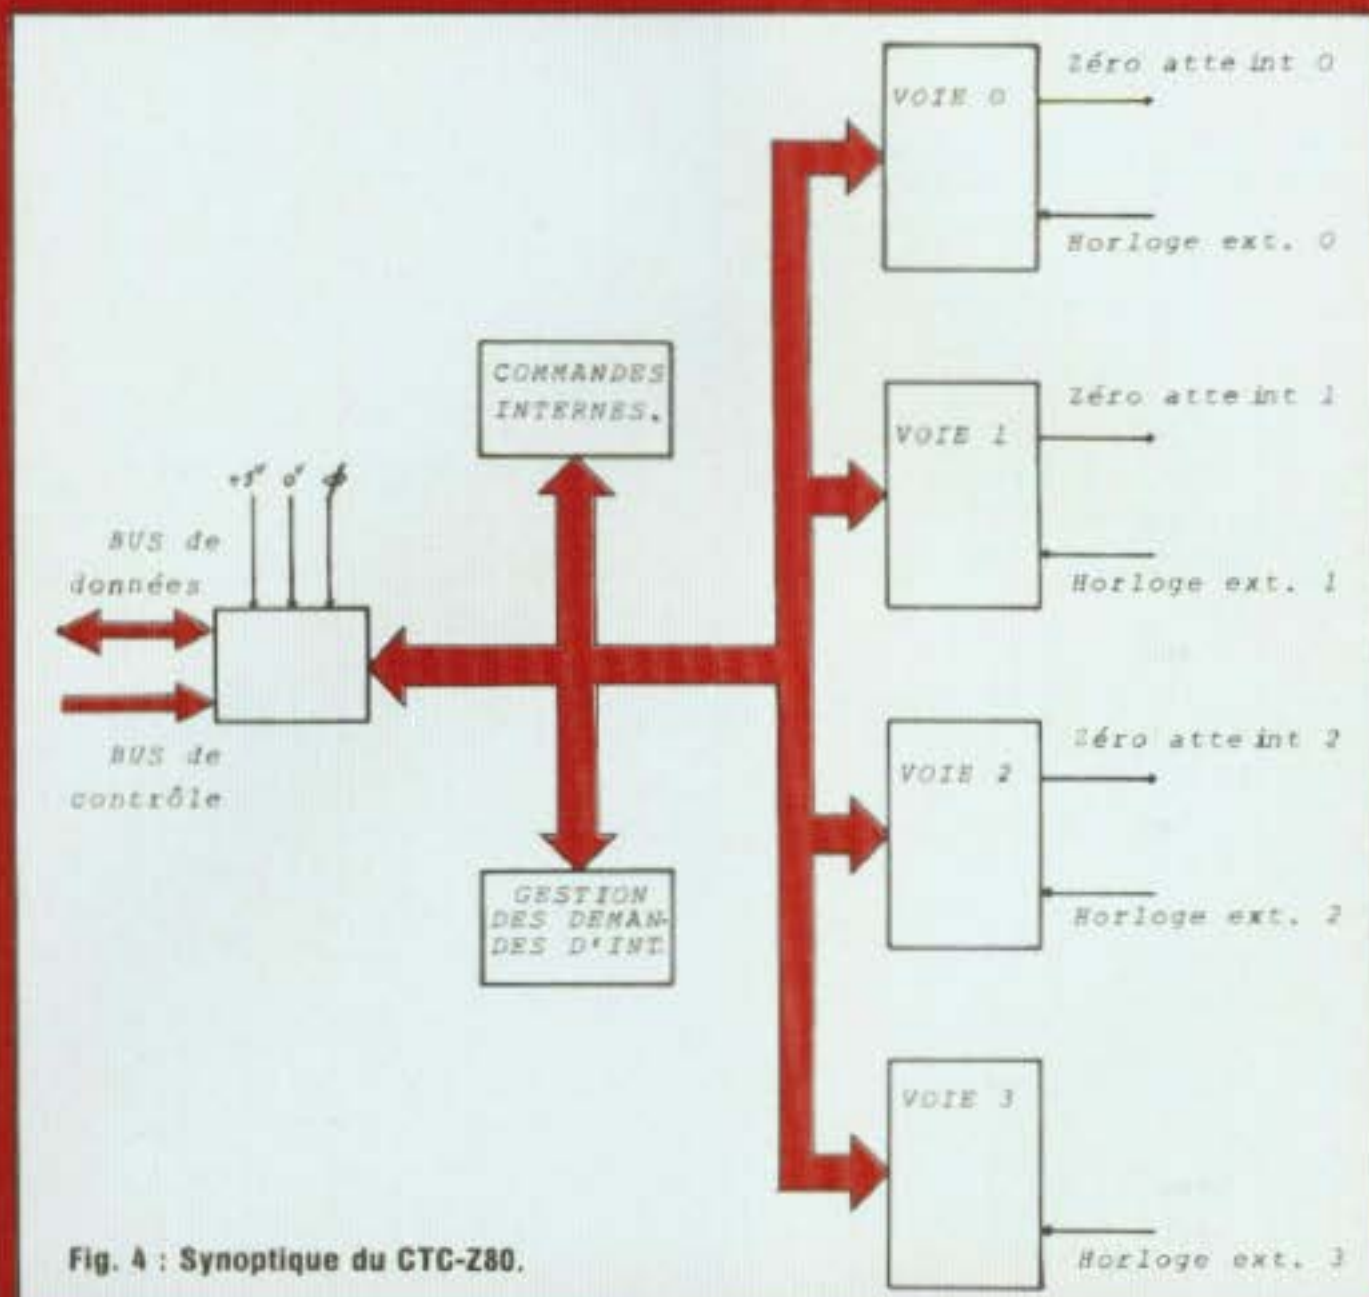 Zéro atteint 0
VOIE 0
Horloge ext. 0
COMMANDES
INTERNES.
Zéro atteint 1
VOIE 1
Horloge ext. 1
+5V 0V ϕ
BUS de
données
BUS de
contrôle
Zéro atteint 2
VOIE 2
Horloge ext. 2
GESTION
DES DEMAN-
DES D'INT.
VOIE 3
Horloge ext. 3
Fig. 4 : Synoptique du CTC-Z80.